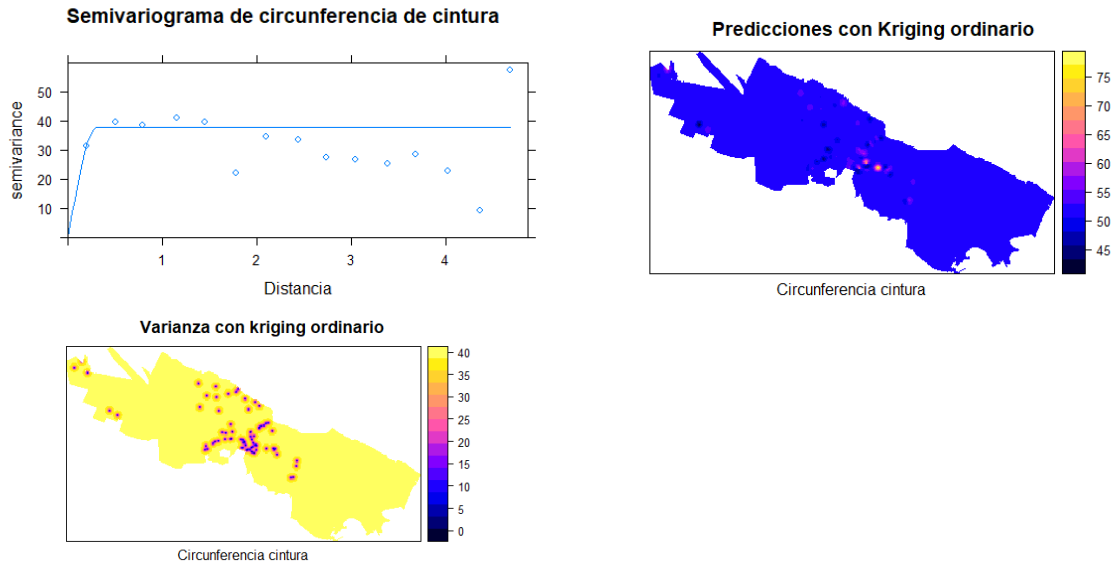 Semivariograma de circunferencia de cintura
semivariance
50
40
30
20
10
1 2 3 4
Distancia
Predicciones con Kriging ordinario
75
70
65
60
55
50
45
Circunferencia cintura
Varianza con kriging ordinario
40
35
30
25
20
15
10
5
0
Circunferencia cintura